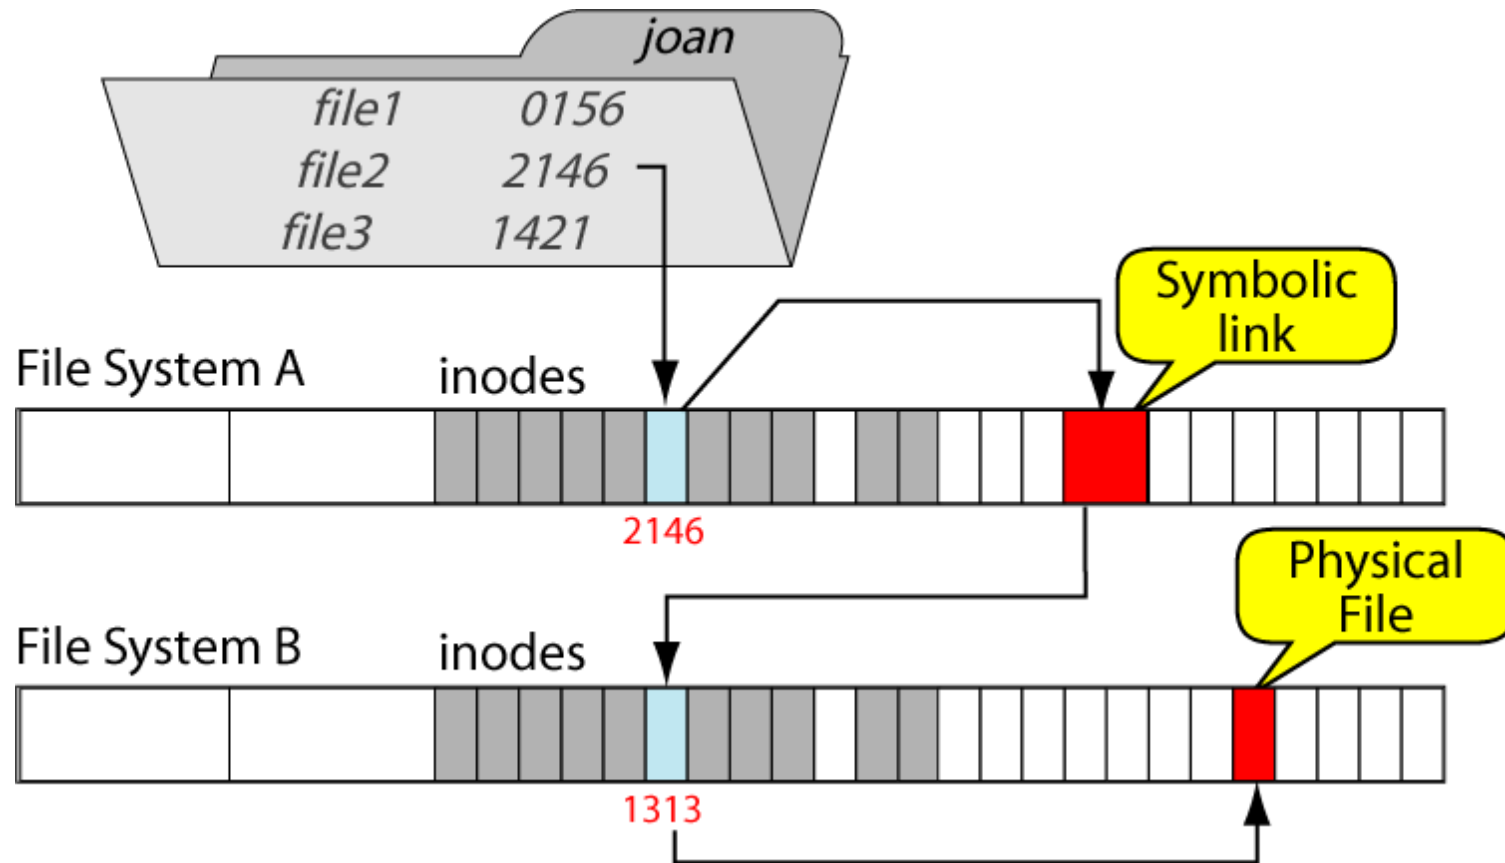 joan
file1 0156
file2 2146
file3 1421
Symbolic
link
File System A
inodes
2146
Physical
File
File System B
inodes
1313